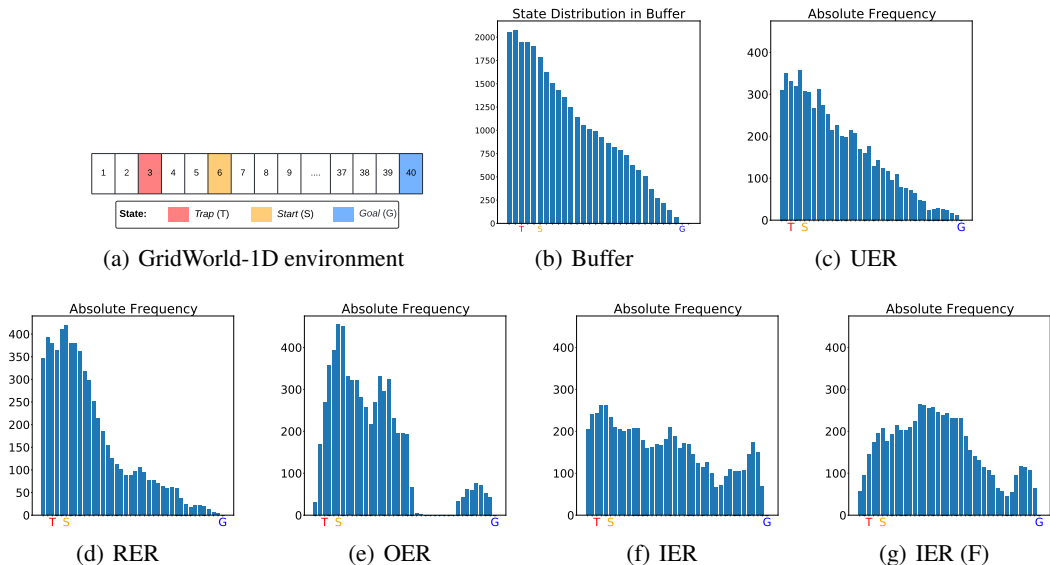 State Distribution in Buffer
2000
1750
1500
1250
1000
750
500
250
0
T S G
Absolute Frequency
400
300
200
100
0
T S G
1 2 3 4 5 6 7 8 9 .... 37 38 39 40
State: Trap (T) Start (S) Goal (G)
(a) GridWorld-1D environment
(b) Buffer
(c) UER
Absolute Frequency
400
350
300
250
200
150
100
50
0
T S G
(d) RER
Absolute Frequency
400
300
200
100
0
T S G
(e) OER
Absolute Frequency
400
300
200
100
0
T S G
(f) IER
Absolute Frequency
400
300
200
100
0
T S G
(g) IER (F)